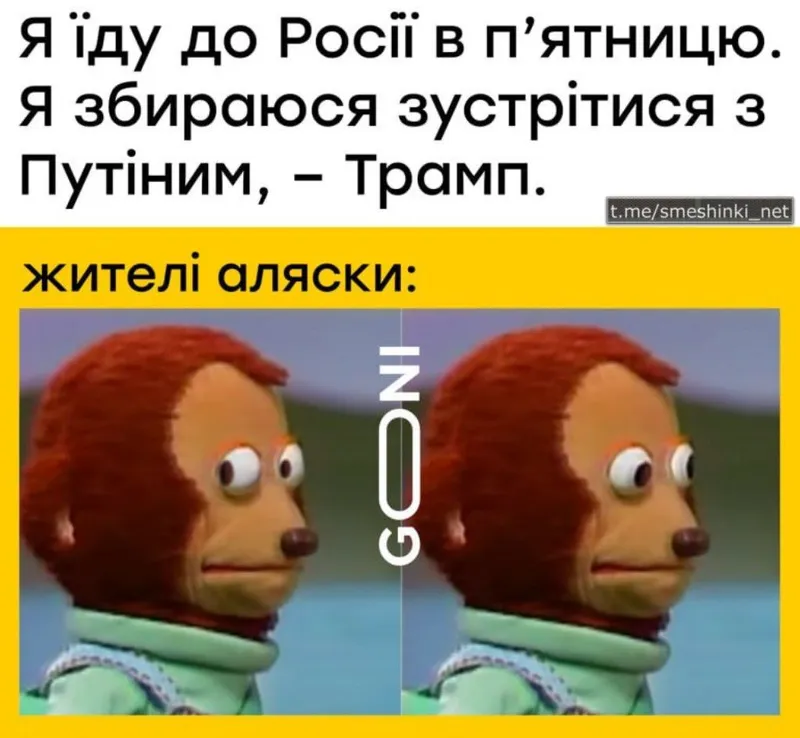 Я їду до Росії в п’ятницю.
Я збираюся зустрітися з
Путіним, – Трамп.
t.me/smeshinki_net
жителі аляски:
GONI